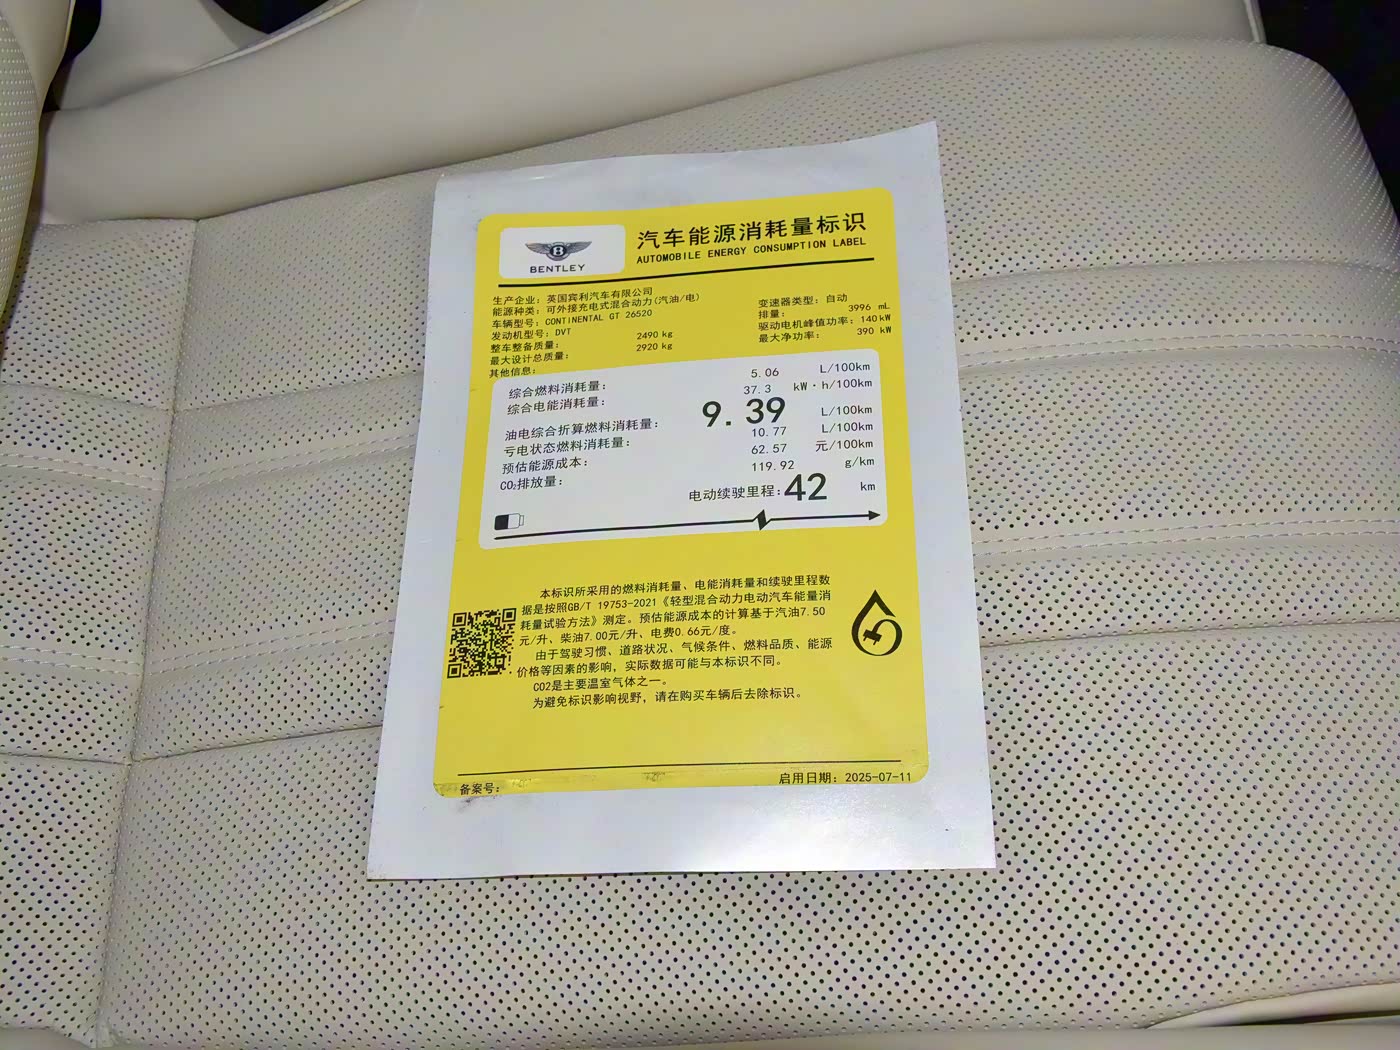 BENTLEY
汽车能源消耗量标识
AUTOMOBILE ENERGY CONSUMPTION LABEL
生产企业：英国宾利汽车有限公司
能源种类：可外接充电式混合动力(汽油/电)
车辆型号：CONTINENTAL GT 26520
发动机型号：DVT
整车整备质量： 2490 kg
最大设计总质量： 2920 kg
其他信息：
变速器类型：自动
排量： 3996 mL
驱动电机峰值功率：140 kW
最大净功率： 390 kW
综合燃料消耗量： 5.06 L/100km
综合电能消耗量： 37.3 kW·h/100km
油电综合折算燃料消耗量： 9.39 L/100km
亏电状态燃料消耗量： 10.77 L/100km
预估能源成本： 62.57 元/100km
CO₂排放量： 119.92 g/km
电动续驶里程：42 km
本标识所采用的燃料消耗量、电能消耗量和续驶里程数
据是按照GB/T 19753-2021《轻型混合动力电动汽车能量消
耗量试验方法》测定。预估能源成本的计算基于汽油7.50
元/升、柴油7.00元/升、电费0.66元/度。
由于驾驶习惯、道路状况、气候条件、燃料品质、能源
价格等因素的影响，实际数据可能与本标识不同。
CO2是主要温室气体之一。
为避免标识影响视野，请在购买车辆后去除标识。
备案号：
启用日期：2025-07-11